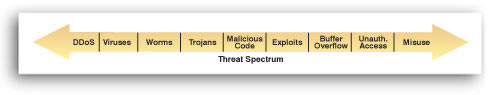 DDoS Viruses Worms Trojans Malicious Code Exploits Buffer Overflow Unauth. Access Misuse
Threat Spectrum